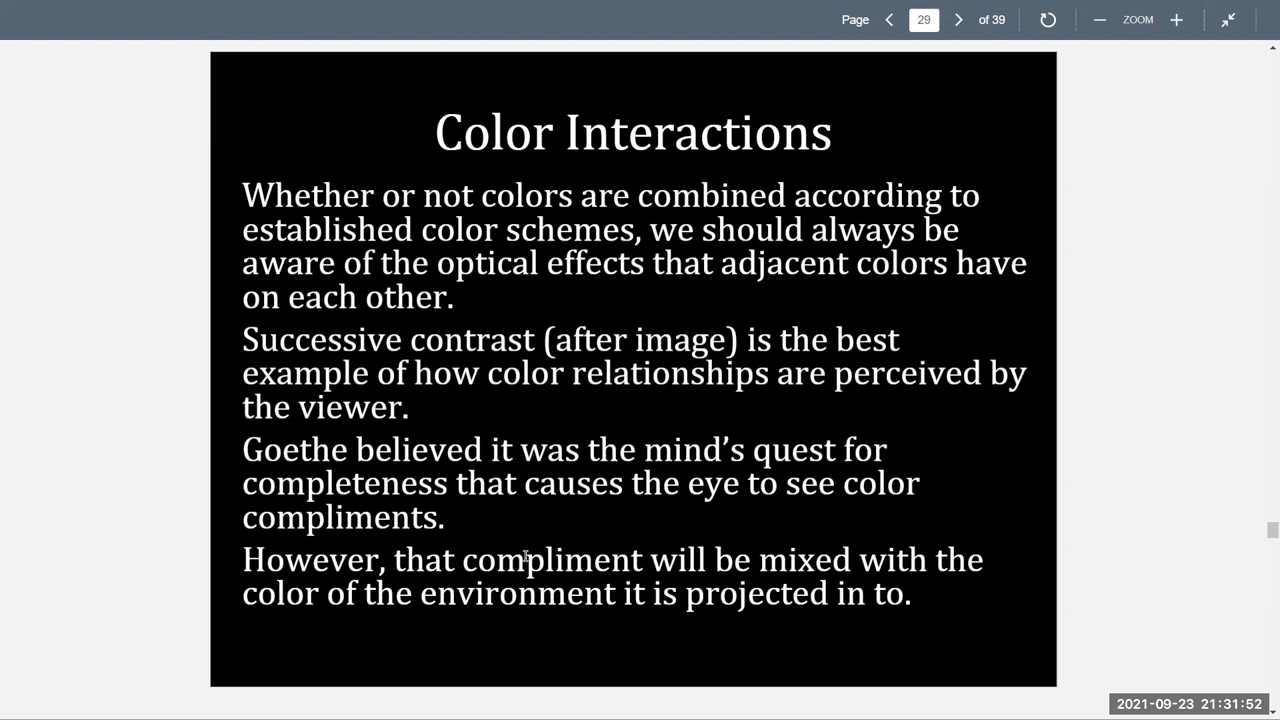 Page 29 of 39 ZOOM
Color Interactions
Whether or not colors are combined according to
established color schemes, we should always be
aware of the optical effects that adjacent colors have
on each other.
Successive contrast (after image) is the best
example of how color relationships are perceived by
the viewer.
Goethe believed it was the mind’s quest for
completeness that causes the eye to see color
compliments.
However, that compliment will be mixed with the
color of the environment it is projected in to.
2021-09-23 21:31:52